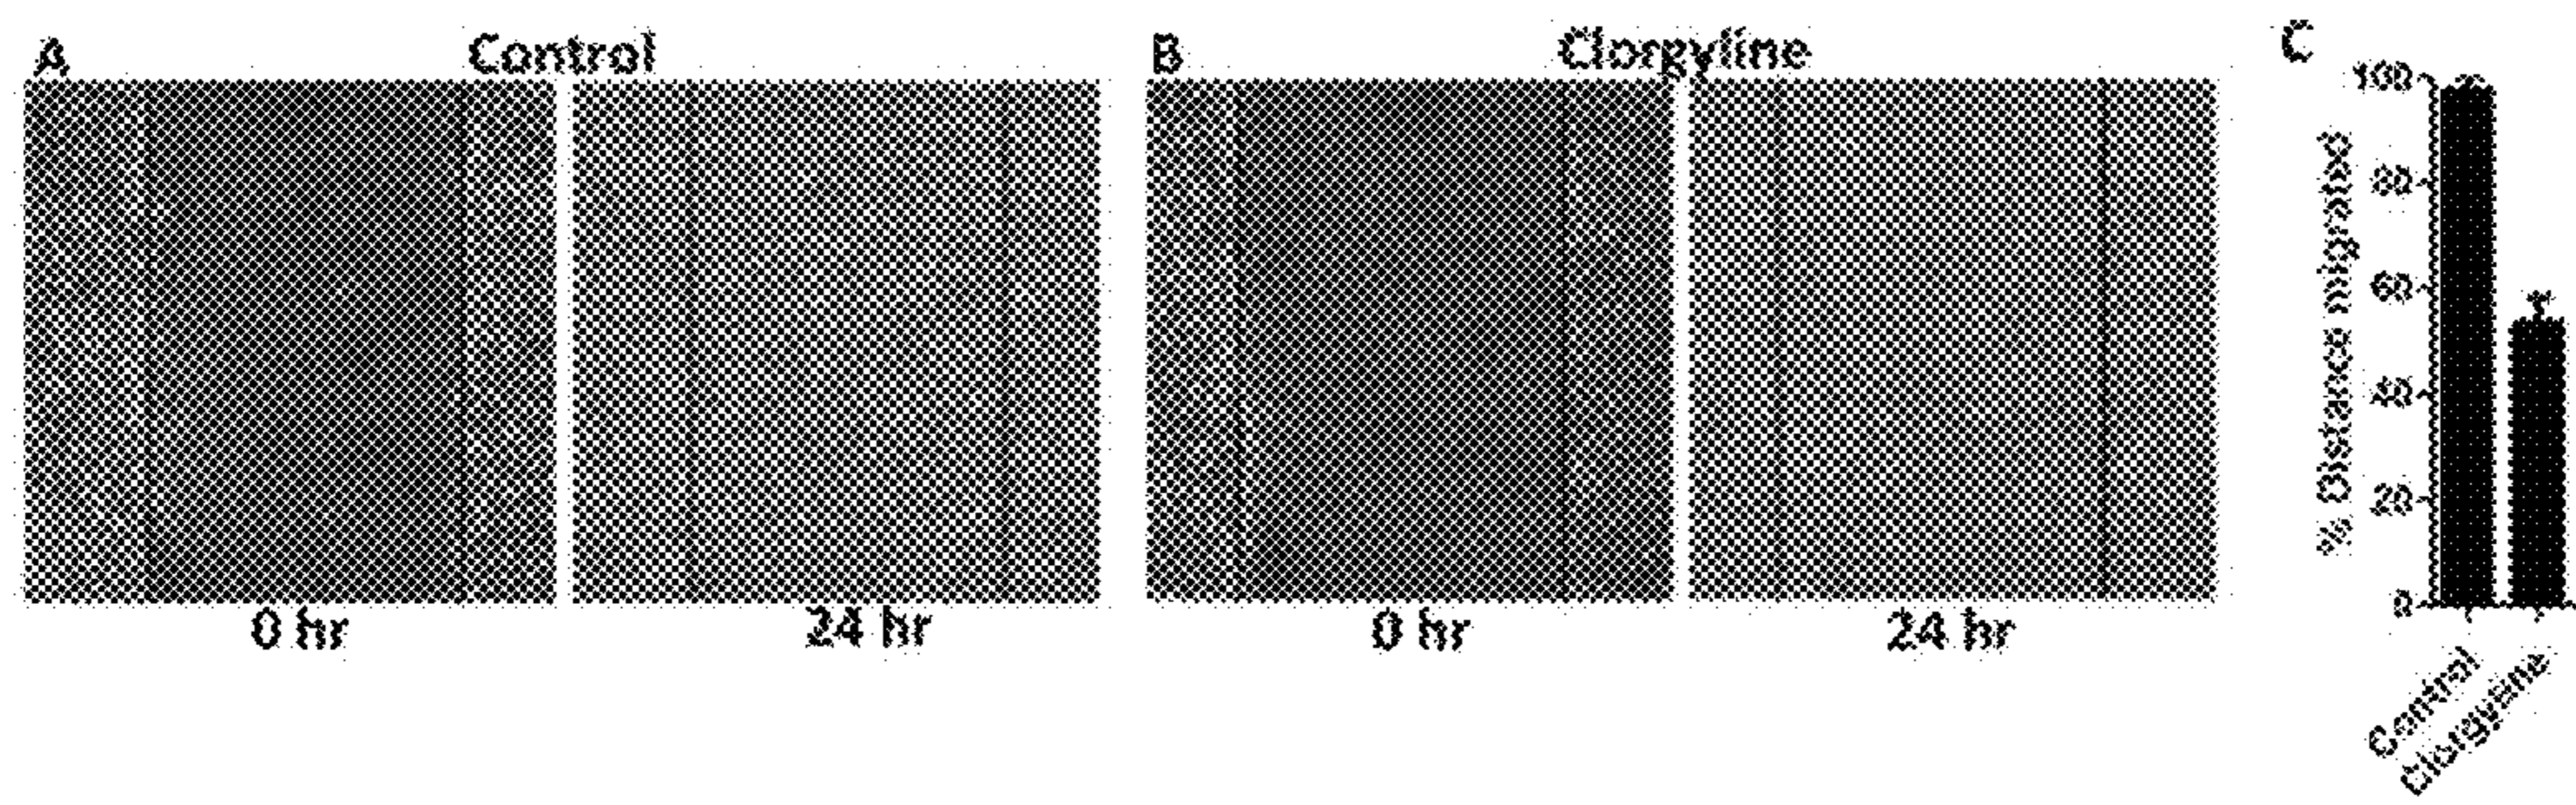 A
Control
B
Clorgyline
C
0 hr
24 hr
0 hr
24 hr
% Distance migrated
100
80
60
40
20
0
Control
Clorgyline